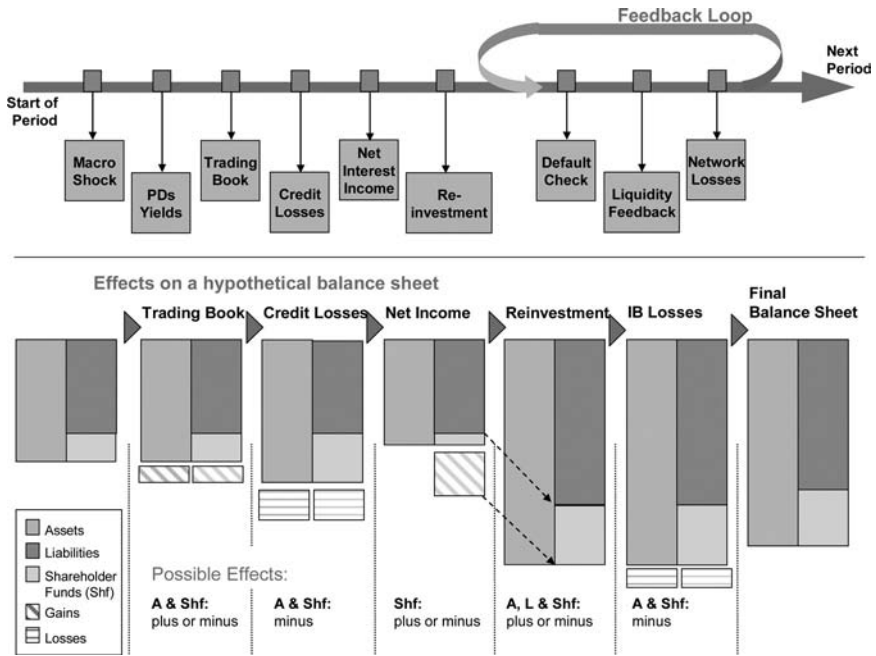 Feedback Loop
Next
Period
Start of
Period
Macro
Shock
PDs
Yields
Trading
Book
Credit
Losses
Net
Interest
Income
Re-
investment
Default
Check
Liquidity
Feedback
Network
Losses
Effects on a hypothetical balance sheet
Trading Book
Credit Losses
Net Income
Reinvestment
IB Losses
Final
Balance Sheet
Assets
Liabilities
Shareholder
Funds (Shf)
Gains
Losses
Possible Effects:
A & Shf:
plus or minus
A & Shf:
minus
Shf:
plus or minus
A, L & Shf:
plus or minus
A & Shf:
minus